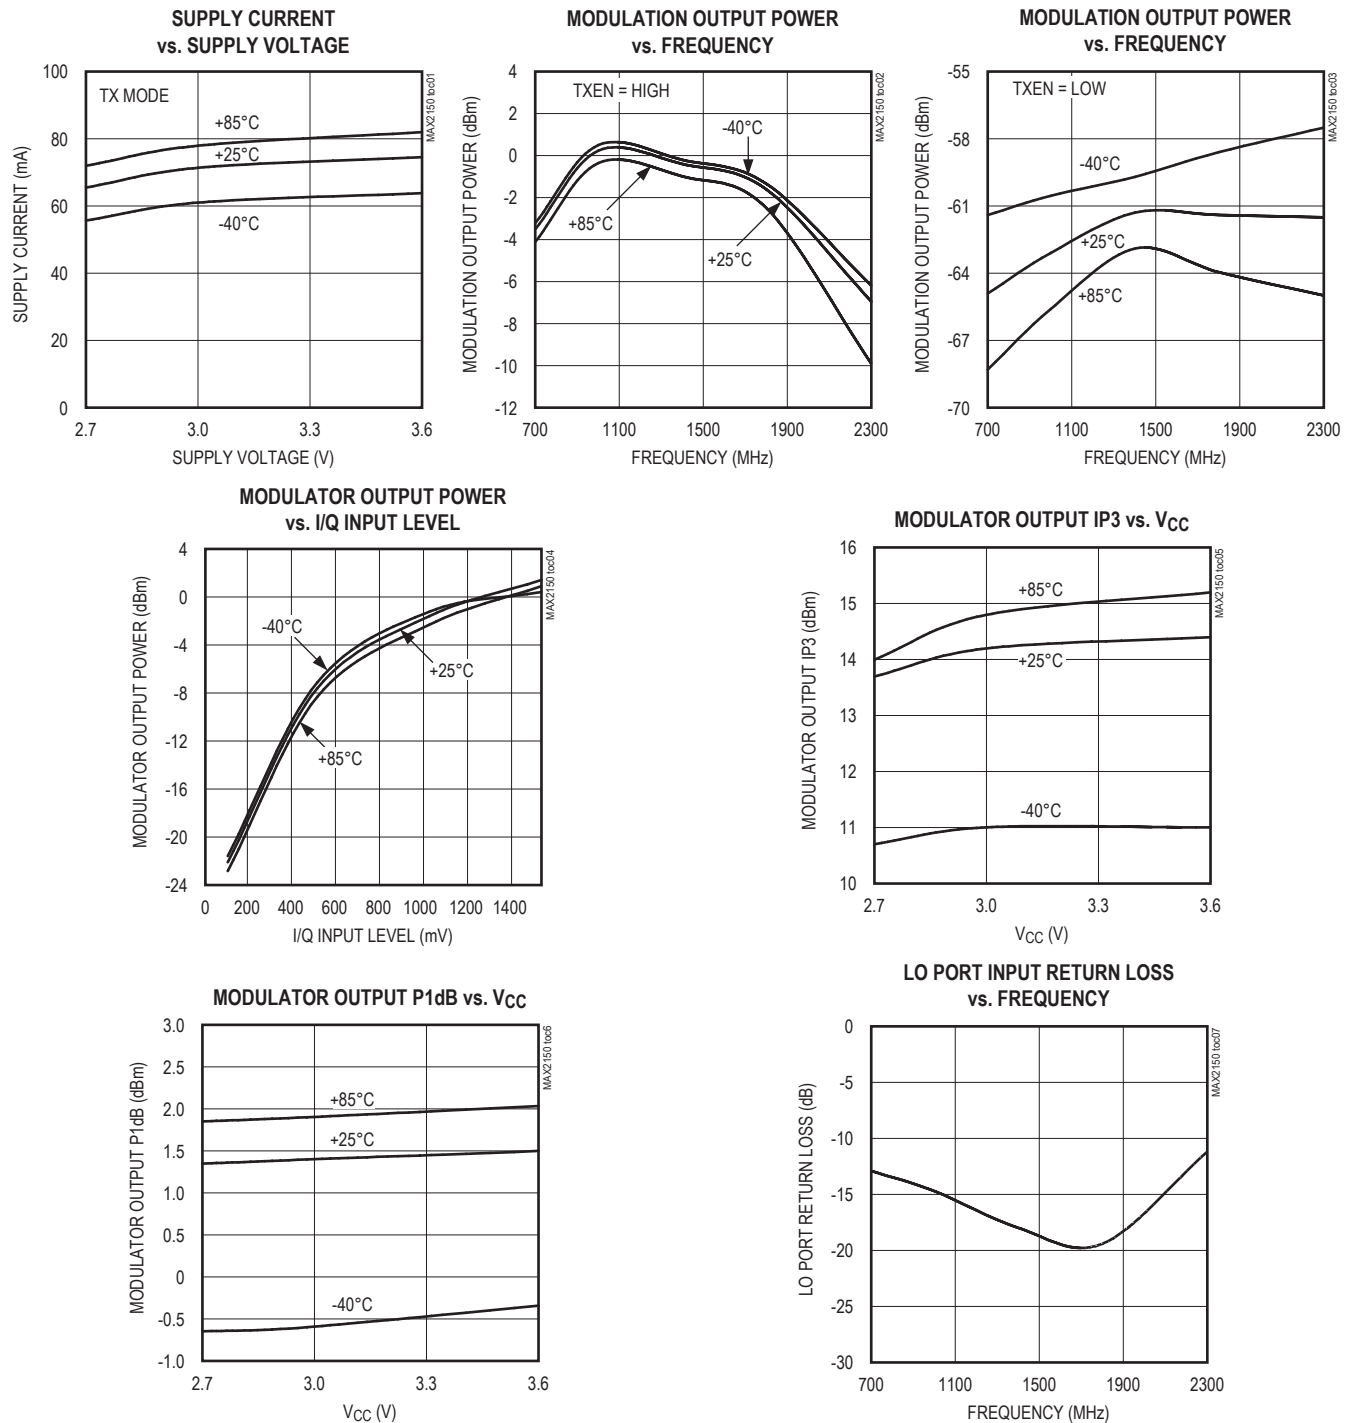 SUPPLY CURRENT
vs. SUPPLY VOLTAGE
SUPPLY CURRENT (mA)
100
80
60
40
20
0
TX MODE
+85°C
+25°C
-40°C
MAX2150 toc01
2.7
3.0
3.3
3.6
SUPPLY VOLTAGE (V)
MODULATION OUTPUT POWER
vs. FREQUENCY
MODULATION OUTPUT POWER (dBm)
4
2
0
-2
-4
-6
-8
-10
-12
TXEN = HIGH
-40°C
+85°C
+25°C
MAX2150 toc02
700
1100
1500
1900
2300
FREQUENCY (MHz)
MODULATION OUTPUT POWER
vs. FREQUENCY
MODULATION OUTPUT POWER (dBm)
-55
-58
-61
-64
-67
-70
TXEN = LOW
-40°C
+25°C
+85°C
MAX2150 toc03
700
1100
1500
1900
2300
FREQUENCY (MHz)
MODULATOR OUTPUT POWER
vs. I/Q INPUT LEVEL
MODULATOR OUTPUT POWER (dBm)
4
0
-4
-8
-12
-16
-20
-24
-40°C
+25°C
+85°C
MAX2150 toc04
0
200
400
600
800
1000
1200
1400
I/Q INPUT LEVEL (mV)
MODULATOR OUTPUT IP3 vs. VCC
MODULATOR OUTPUT IP3 (dBm)
16
15
14
13
12
11
10
+85°C
+25°C
-40°C
MAX2150 toc05
2.7
3.0
3.3
3.6
VCC (V)
MODULATOR OUTPUT P1dB vs. VCC
MODULATOR OUTPUT P1dB (dBm)
3.0
2.5
2.0
1.5
1.0
0.5
0
-0.5
-1.0
+85°C
+25°C
-40°C
MAX2150 toc6
2.7
3.0
3.3
3.6
VCC (V)
LO PORT INPUT RETURN LOSS
vs. FREQUENCY
LO PORT RETURN LOSS (dB)
0
-5
-10
-15
-20
-25
-30
MAX2150 toc07
700
1100
1500
1900
2300
FREQUENCY (MHz)